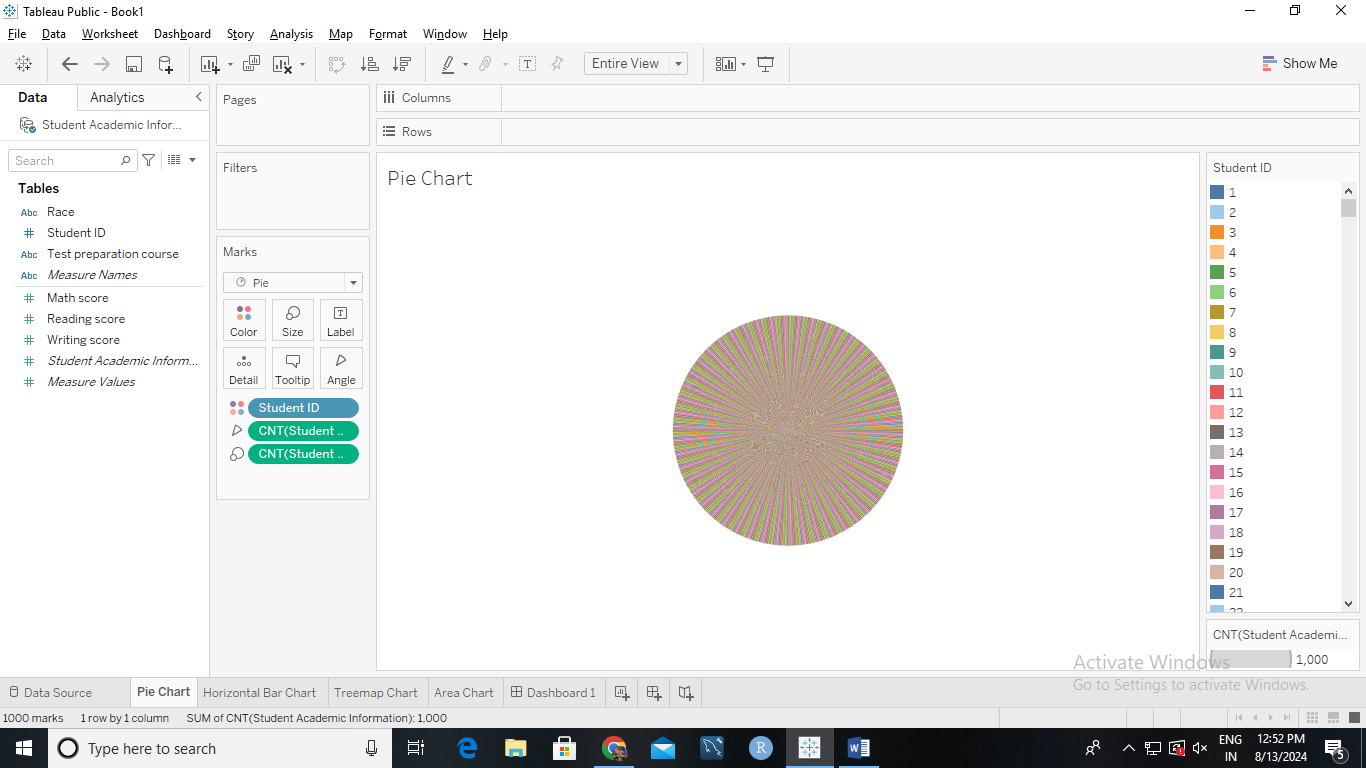 Tableau Public - Book1
File Data Worksheet Dashboard Story Analysis Map Format Window Help
Entire View
Show Me
Data Analytics
Student Academic Infor...
Search
Tables
Abc Race
# Student ID
Abc Test preparation course
Abc Measure Names
# Math score
# Reading score
# Writing score
# Student Academic Inform...
# Measure Values
Pages
Filters
Marks
Pie
Color Size Label
Detail Tooltip Angle
Student ID
CNT(Student ..
CNT(Student ..
Columns
Rows
Pie Chart
Student ID
1
2
3
4
5
6
7
8
9
10
11
12
13
14
15
16
17
18
19
20
21
22
CNT(Student Academi...
1,000
Activate Windows
Go to Settings to activate Windows.
Data Source Pie Chart Horizontal Bar Chart Treemap Chart Area Chart Dashboard 1
1000 marks 1 row by 1 column SUM of CNT(Student Academic Information): 1,000
Type here to search
ENG
IN
12:52 PM
8/13/2024
5